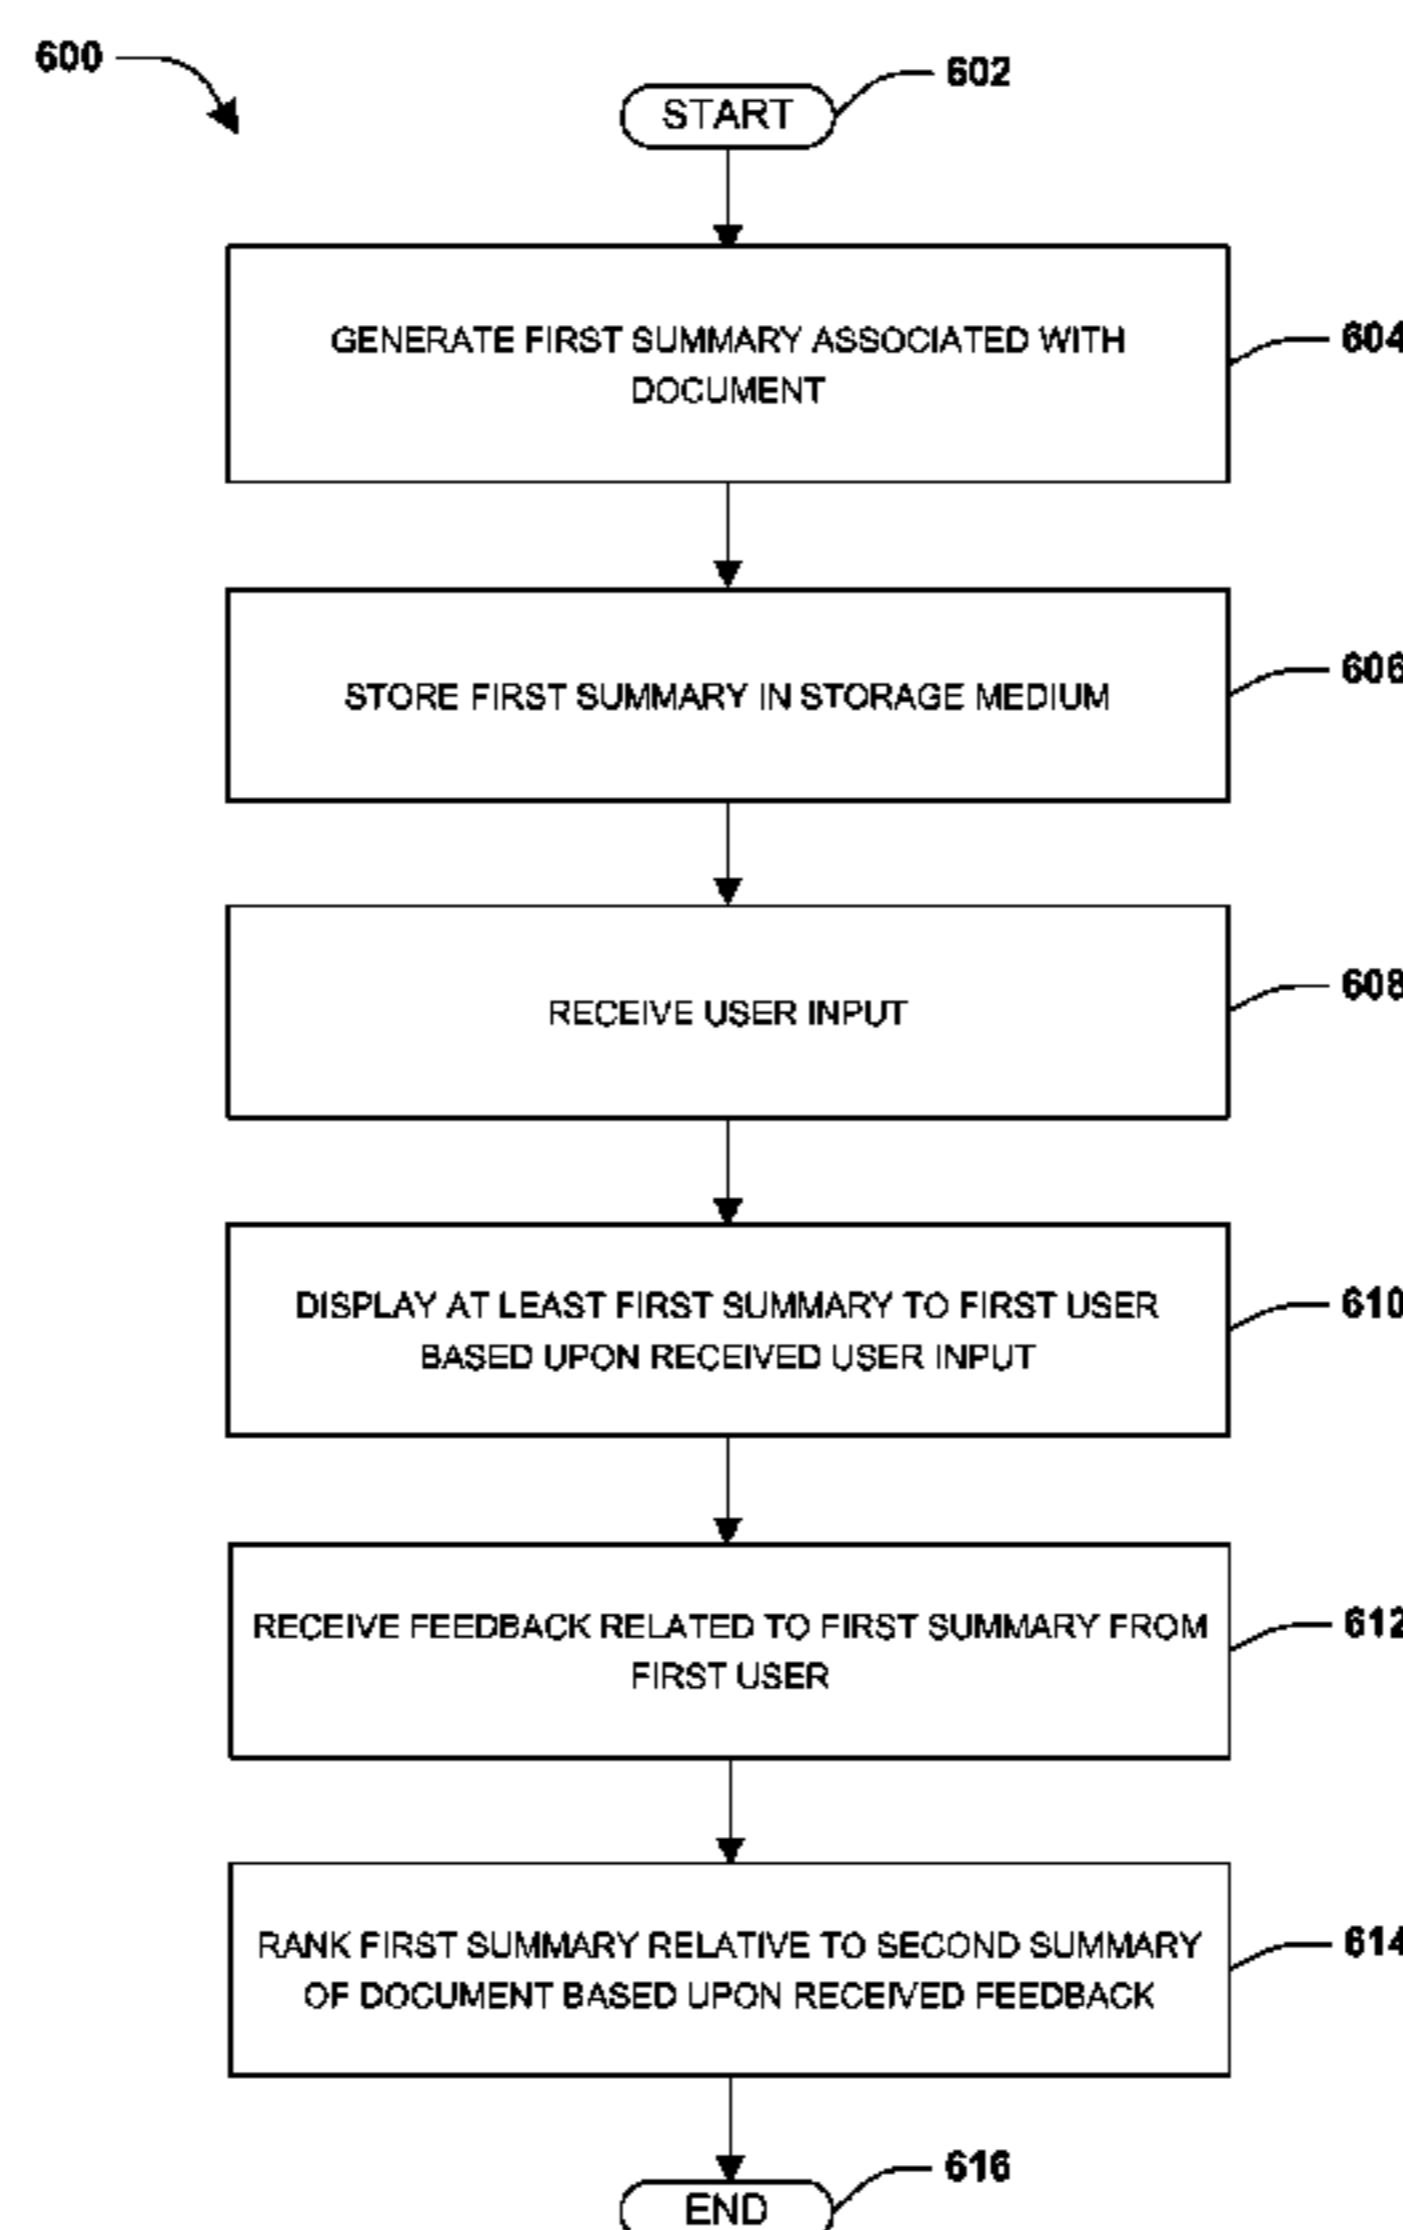 600
602
START
GENERATE FIRST SUMMARY ASSOCIATED WITH
DOCUMENT
604
STORE FIRST SUMMARY IN STORAGE MEDIUM
606
RECEIVE USER INPUT
608
DISPLAY AT LEAST FIRST SUMMARY TO FIRST USER
BASED UPON RECEIVED USER INPUT
610
RECEIVE FEEDBACK RELATED TO FIRST SUMMARY FROM
FIRST USER
612
RANK FIRST SUMMARY RELATIVE TO SECOND SUMMARY
OF DOCUMENT BASED UPON RECEIVED FEEDBACK
614
616
END